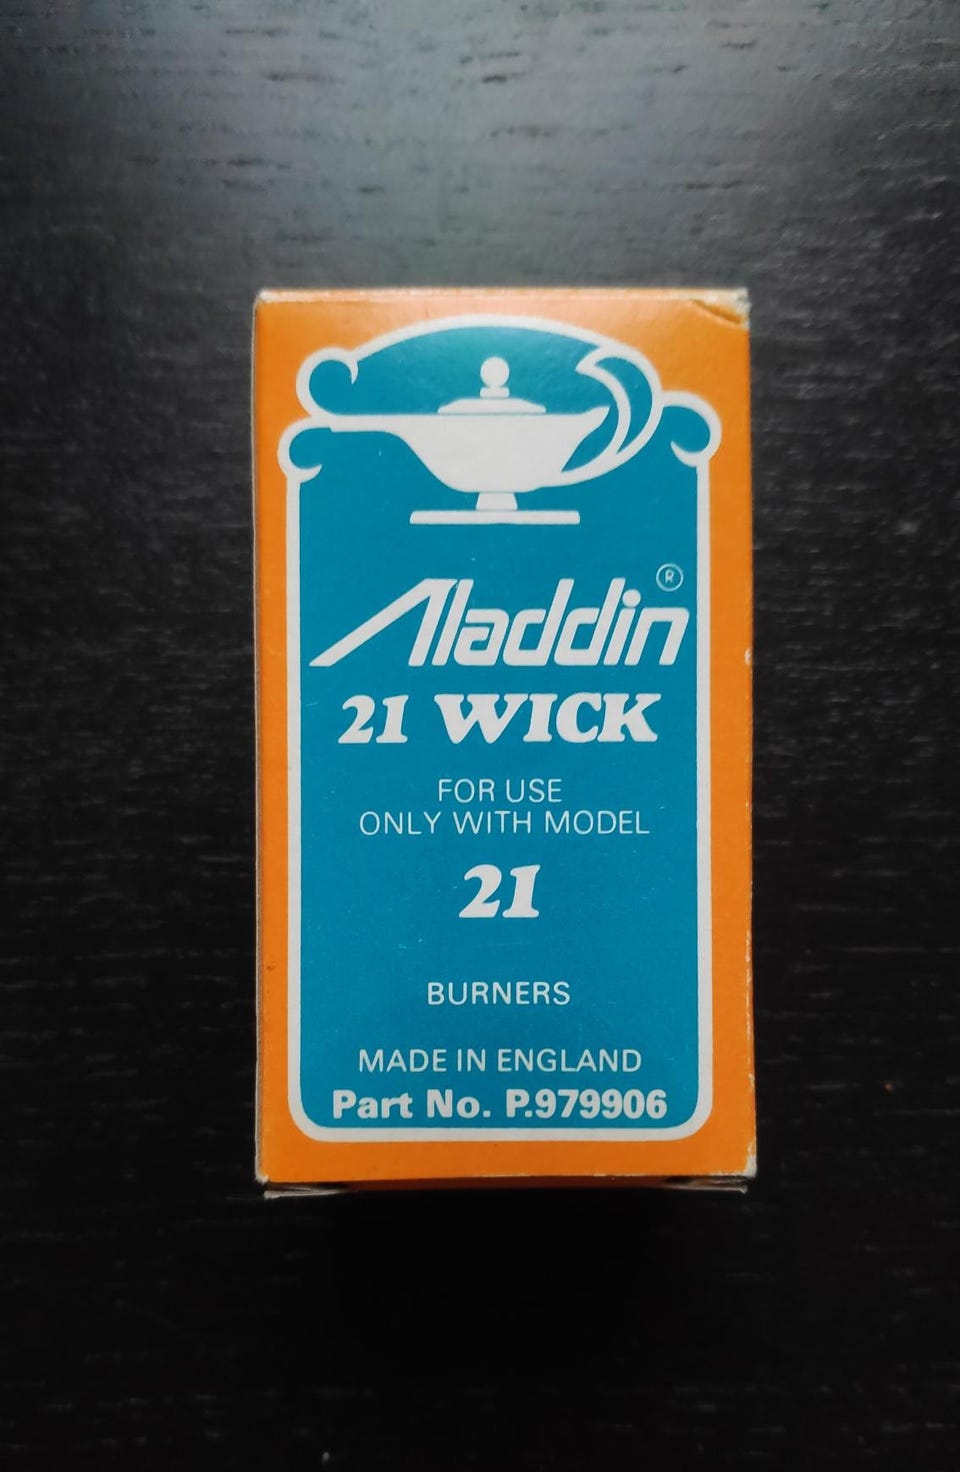 Aladdin®
21 WICK
FOR USE
ONLY WITH MODEL
21
BURNERS
MADE IN ENGLAND
Part No. P.979906